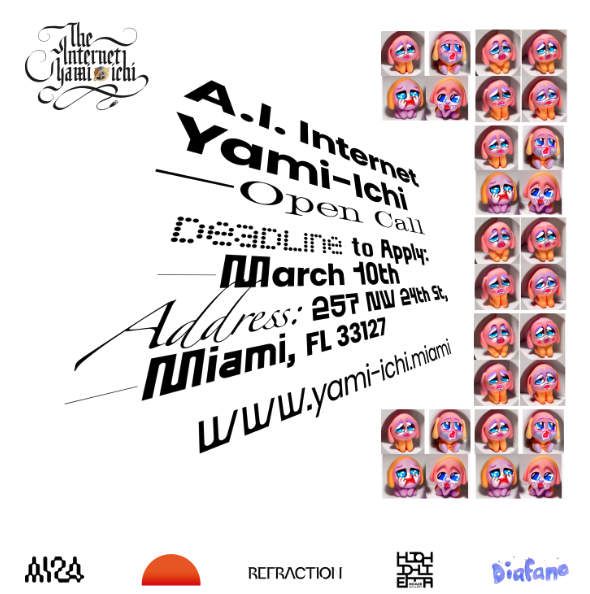 The
Internet
Yami-ichi
A.I. Internet
Yami-Ichi
Open Call
Deadline to Apply:
March 10th
Address: 257 NW 24th St,
Miami, FL 33127
www.yami-ichi.miami
REFRACTION
Diafano